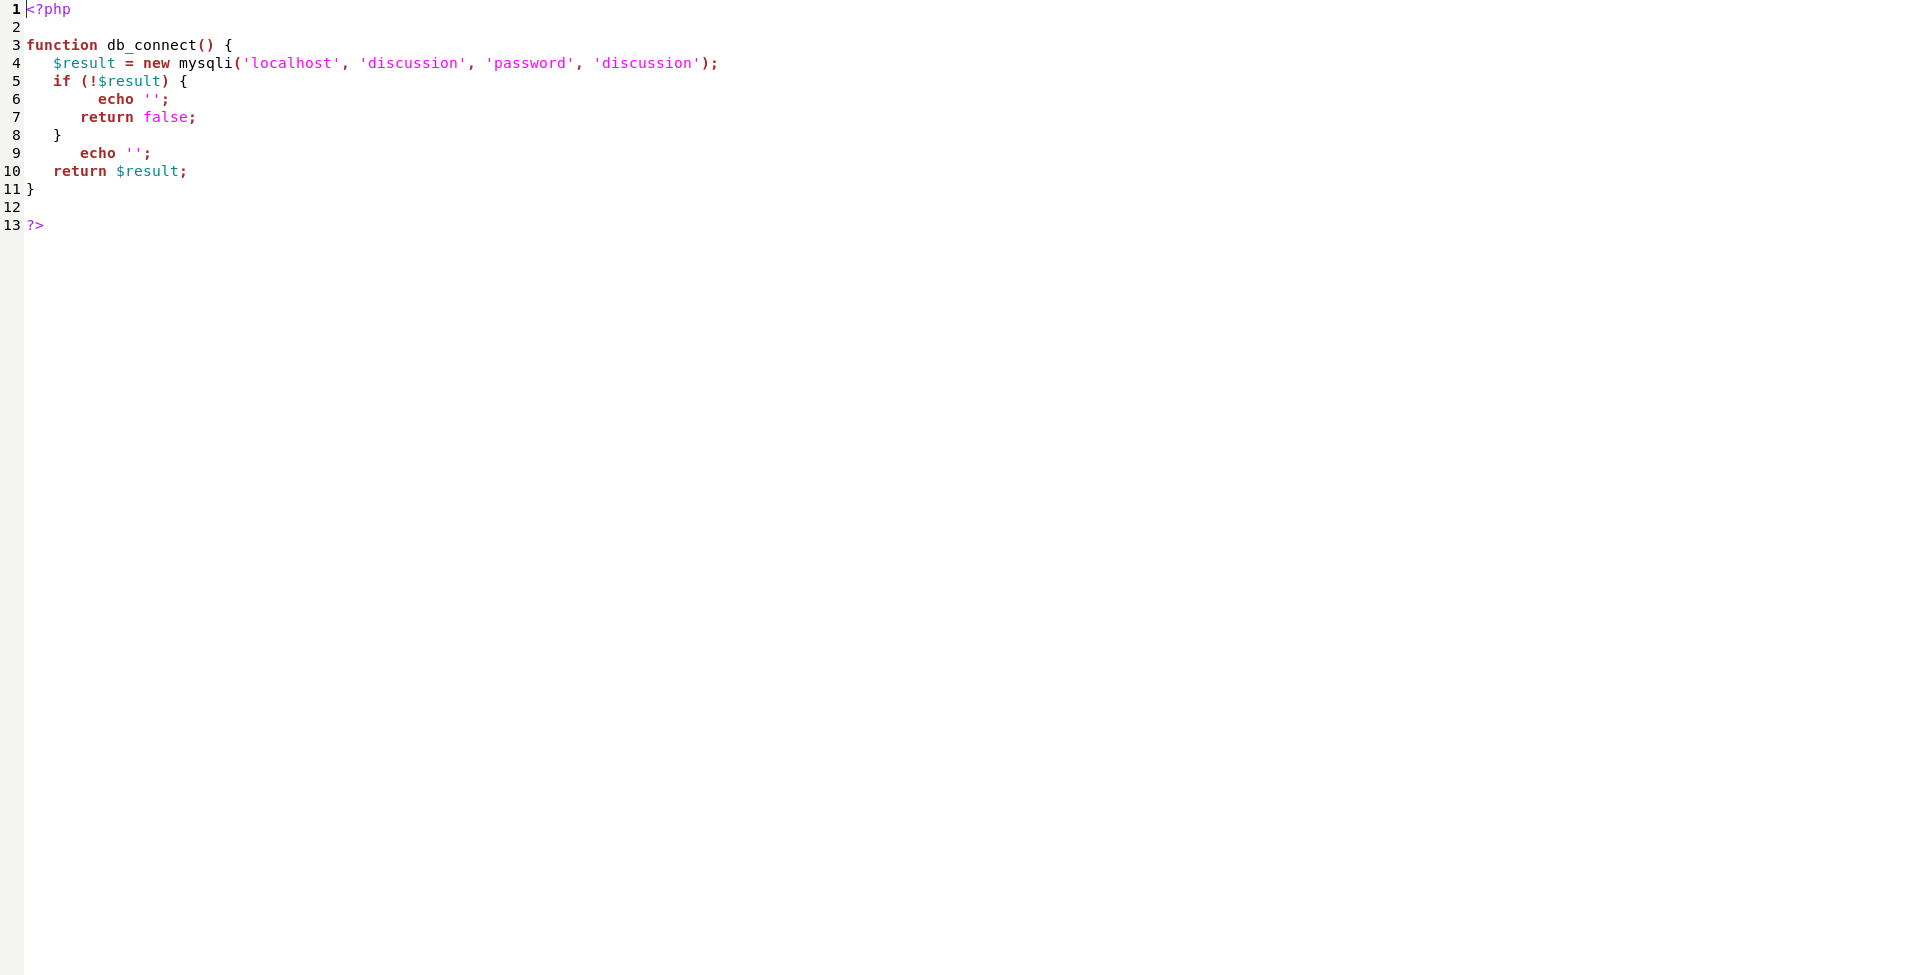 1 <?php
2
3 function db_connect() {
4    $result = new mysqli('localhost', 'discussion', 'password', 'discussion');
5    if (!$result) {
6         echo '';
7       return false;
8    }
9       echo '';
10    return $result;
11 }
12
13 ?>